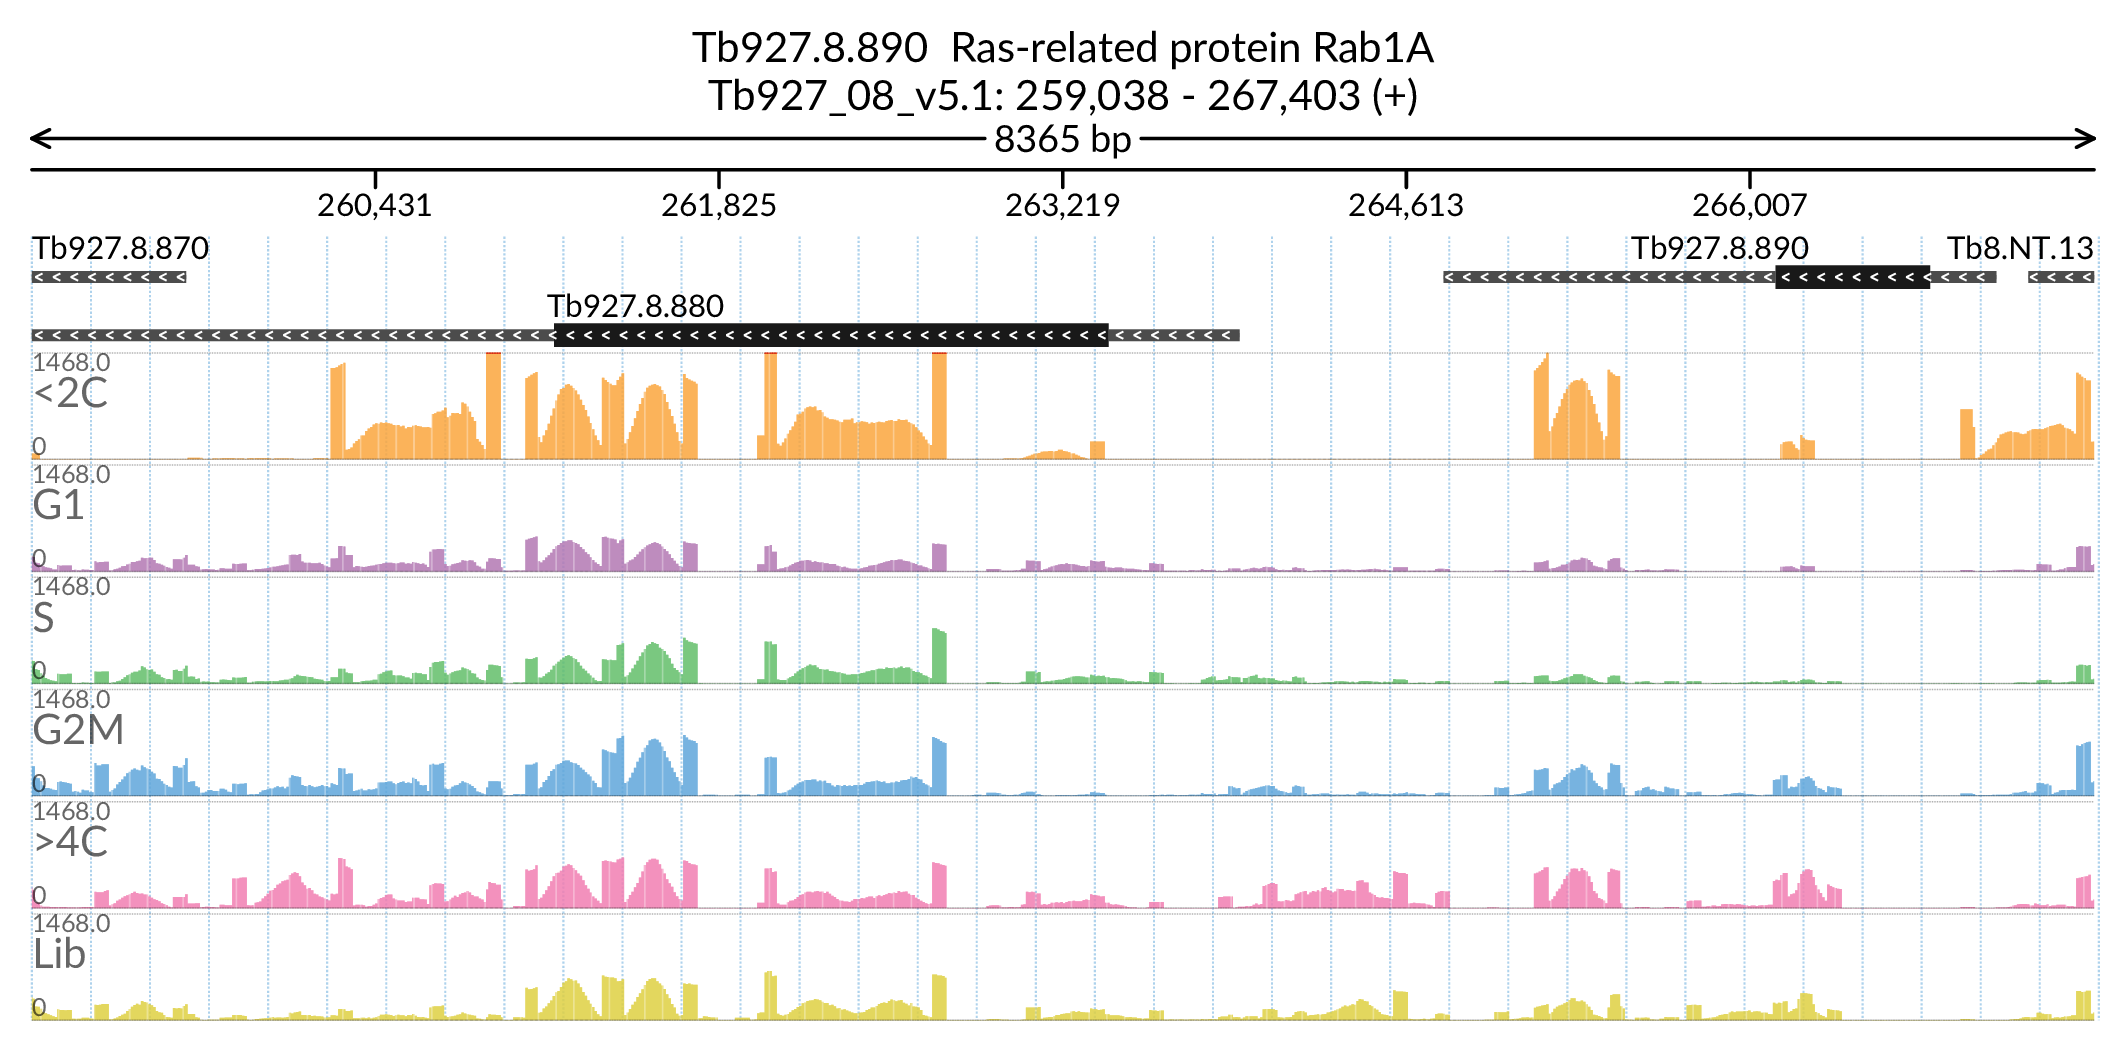 Tb927.8.890 Ras-related protein Rab1A
Tb927_08_v5.1: 259,038 - 267,403 (+)
8365 bp
260,431 261,825 263,219 264,613 266,007
Tb927.8.870 Tb927.8.890 Tb8.NT.13
Tb927.8.880
1468.0
<2C
0
1468.0
G1
0
1468.0
S
0
1468.0
G2M
0
1468.0
>4C
0
1468.0
Lib
0